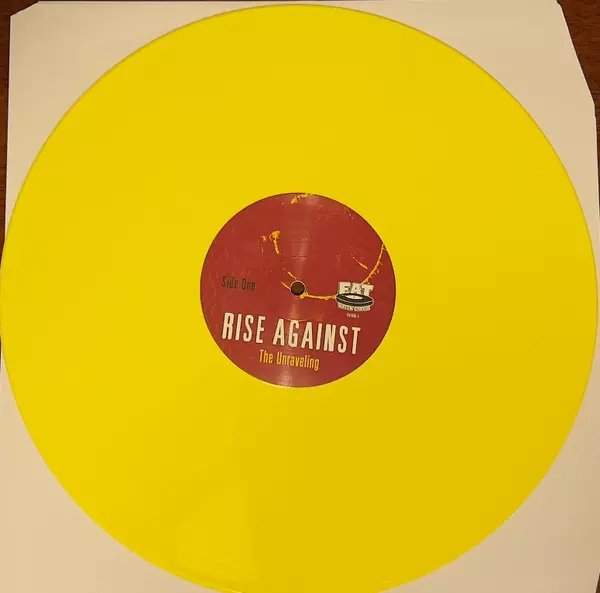 Side One
FAT
RISE AGAINST
The Unraveling